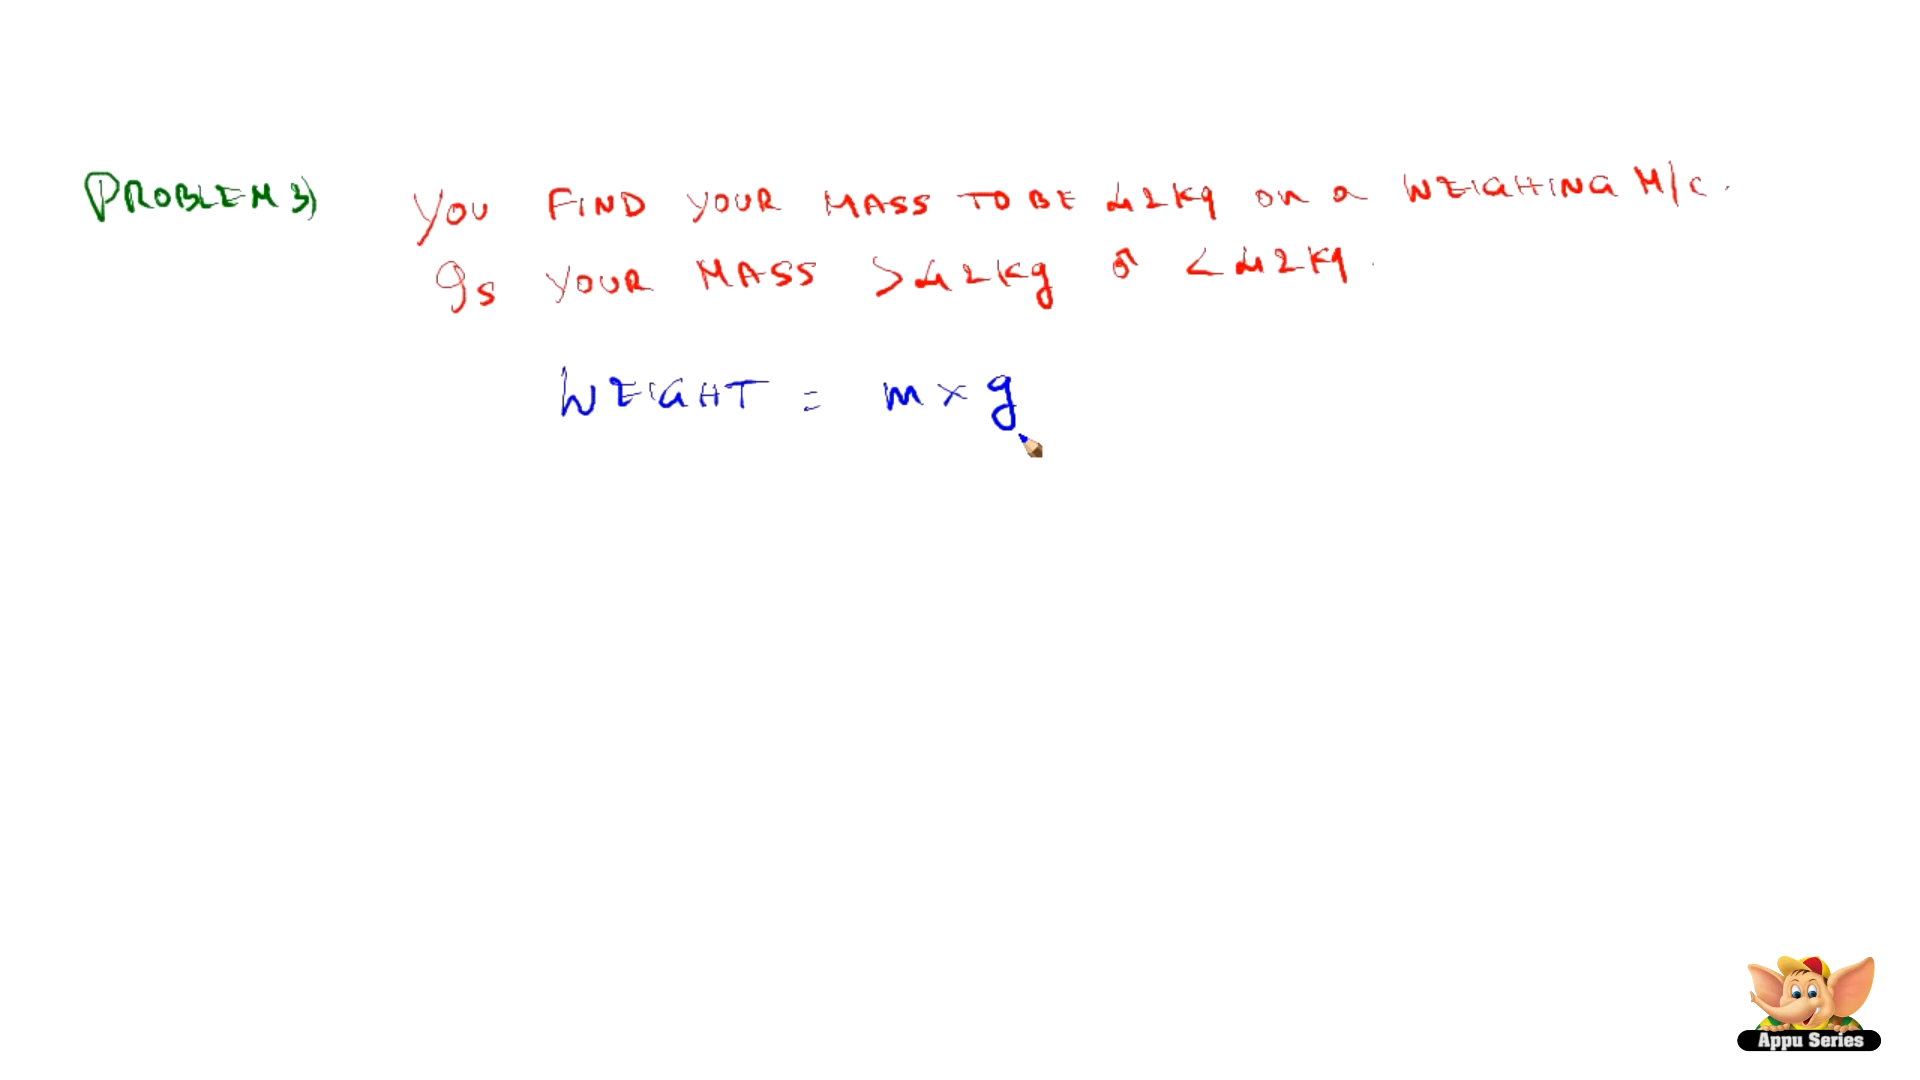 PROBLEM 3) YOU FIND YOUR MASS TO BE 42kg on a WEIGHING M/C.
Is YOUR MASS >42kg or <42kg.
WEIGHT = m × g
Appu Series